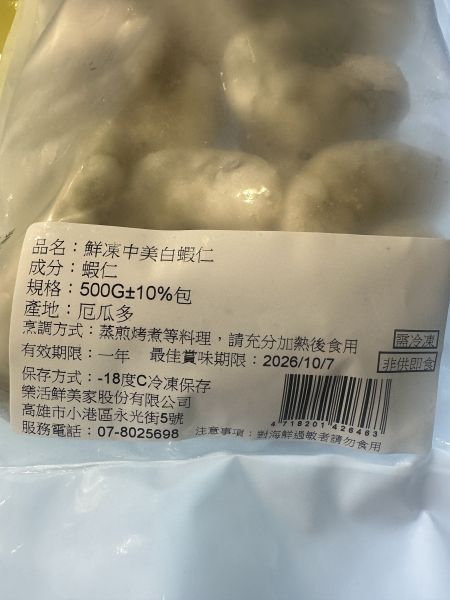 品名：鮮凍中美白蝦仁
成分：蝦仁
規格：500G±10%包
產地：厄瓜多
烹調方式：蒸煎烤煮等料理，請充分加熱後食用
需冷凍
有效期限：一年 最佳賞味期限：2026/10/7
非供即食
保存方式：-18度C冷凍保存
樂活鮮美家股份有限公司
高雄市小港區永光街5號
服務電話：07-8025698
4718201426463
注意事項：對海鮮過敏者請勿食用